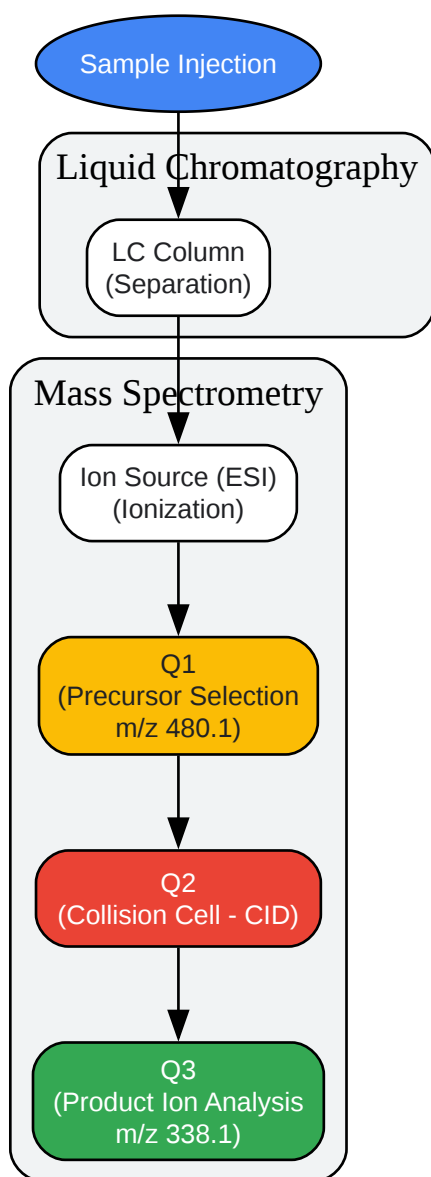 Sample Injection
Liquid Chromatography
LC Column
(Separation)
Mass Spectrometry
Ion Source (ESI)
(Ionization)
Q1
(Precursor Selection
m/z 480.1)
Q2
(Collision Cell - CID)
Q3
(Product Ion Analysis
m/z 338.1)